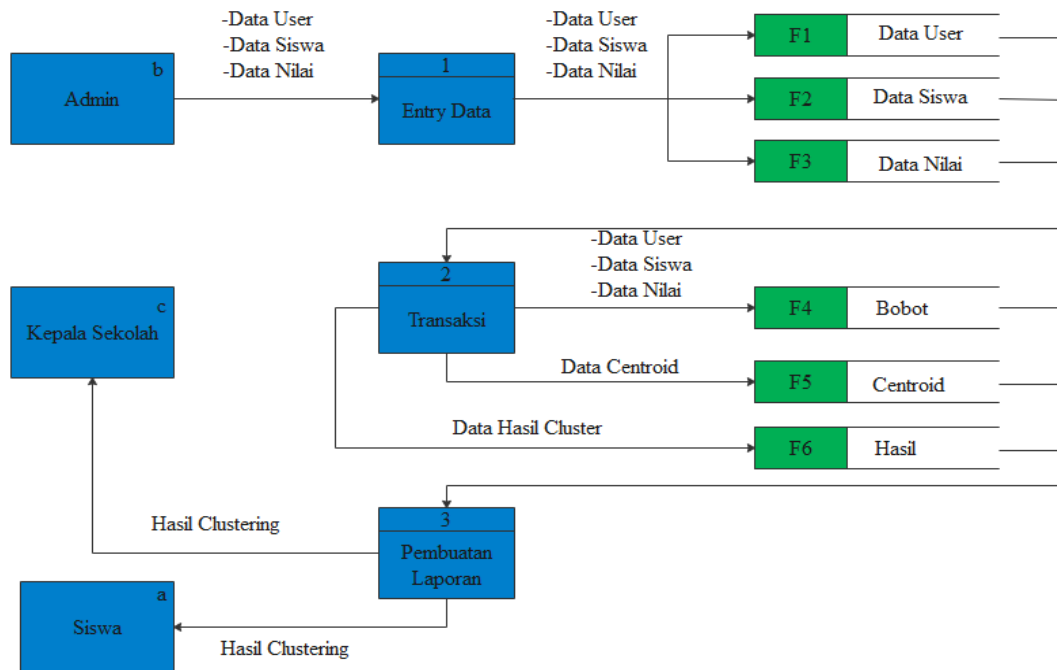 -Data User
-Data Siswa
-Data Nilai
-Data User
-Data Siswa
-Data Nilai
b
Admin
1
Entry Data
F1
Data User
F2
Data Siswa
F3
Data Nilai
-Data User
-Data Siswa
-Data Nilai
2
Transaksi
c
Kepala Sekolah
F4
Bobot
Data Centroid
F5
Centroid
Data Hasil Cluster
F6
Hasil
3
Pembuatan
Laporan
Hasil Clustering
a
Siswa
Hasil Clustering